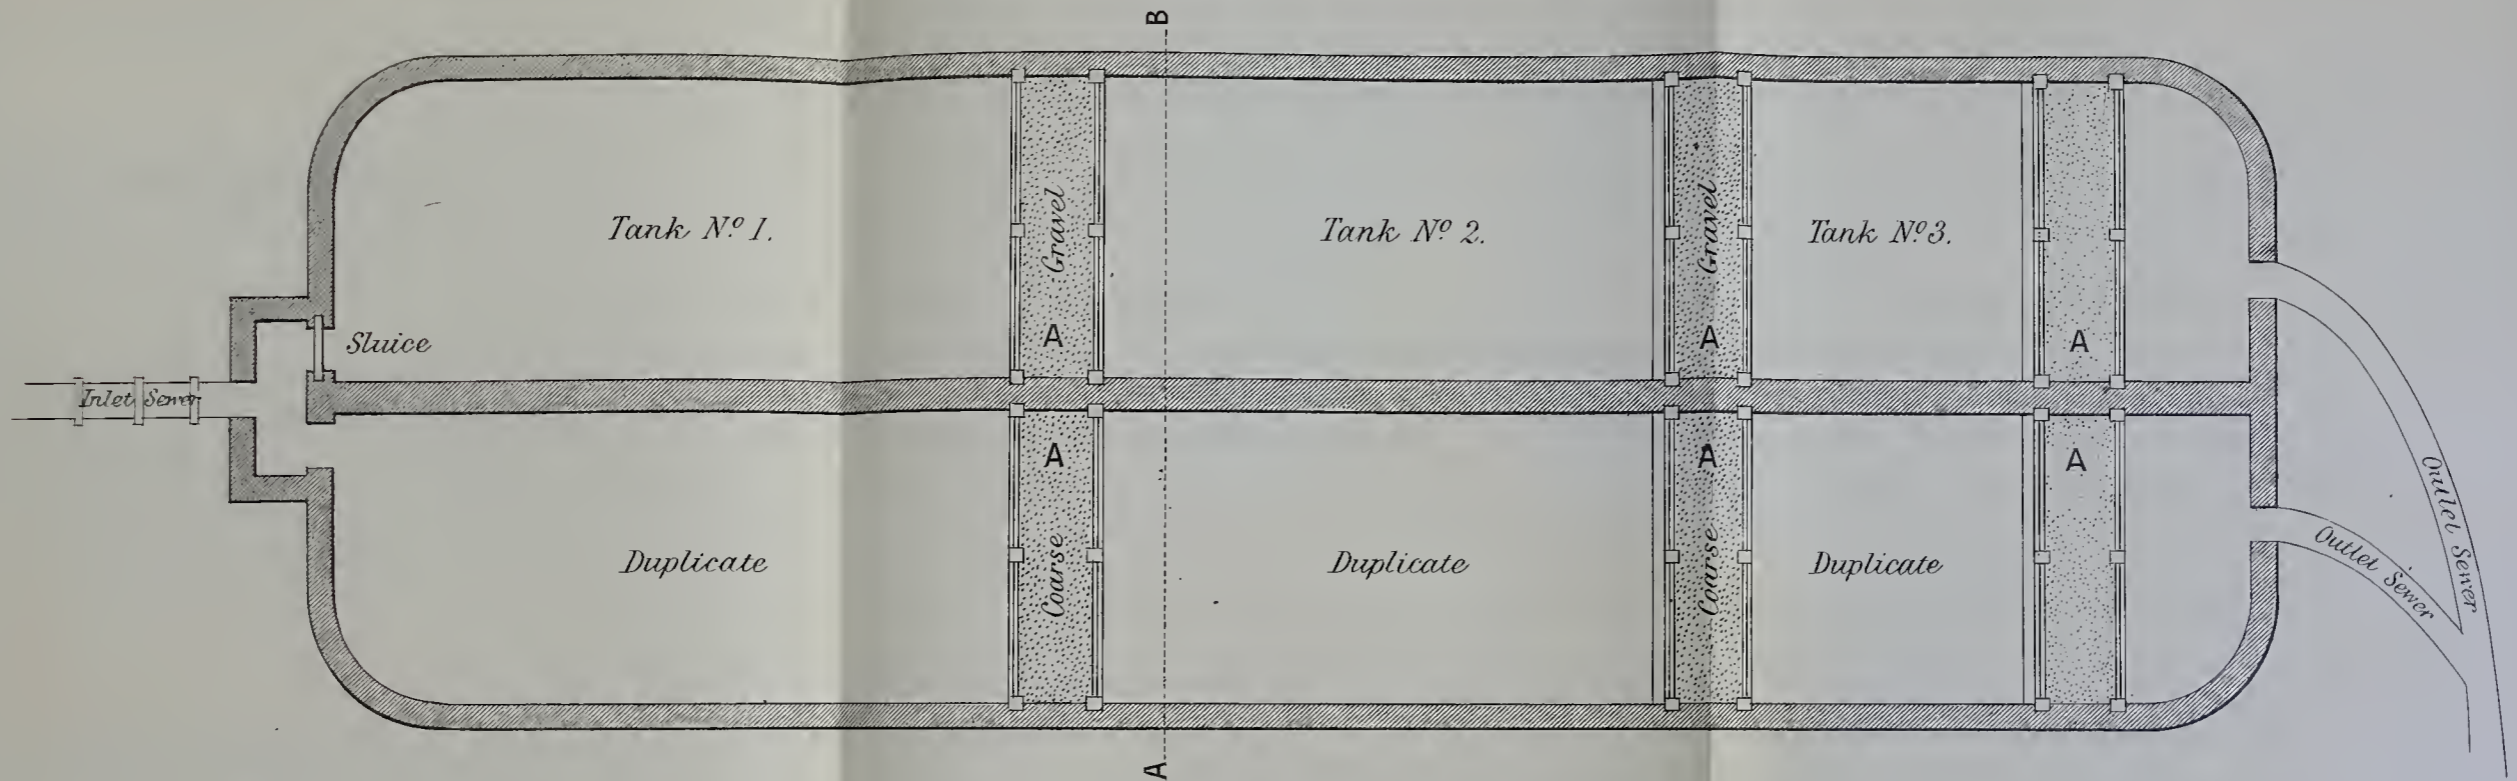 B
Tank Nº 1.
Gravel
A
Tank Nº 2.
Gravel
A
Tank Nº 3.
A
Sluice
Inlet Sewer
Duplicate
A
Coarse
Duplicate
A
Coarse
Duplicate
A
Outlet Sewer
Outlet Sewer
A